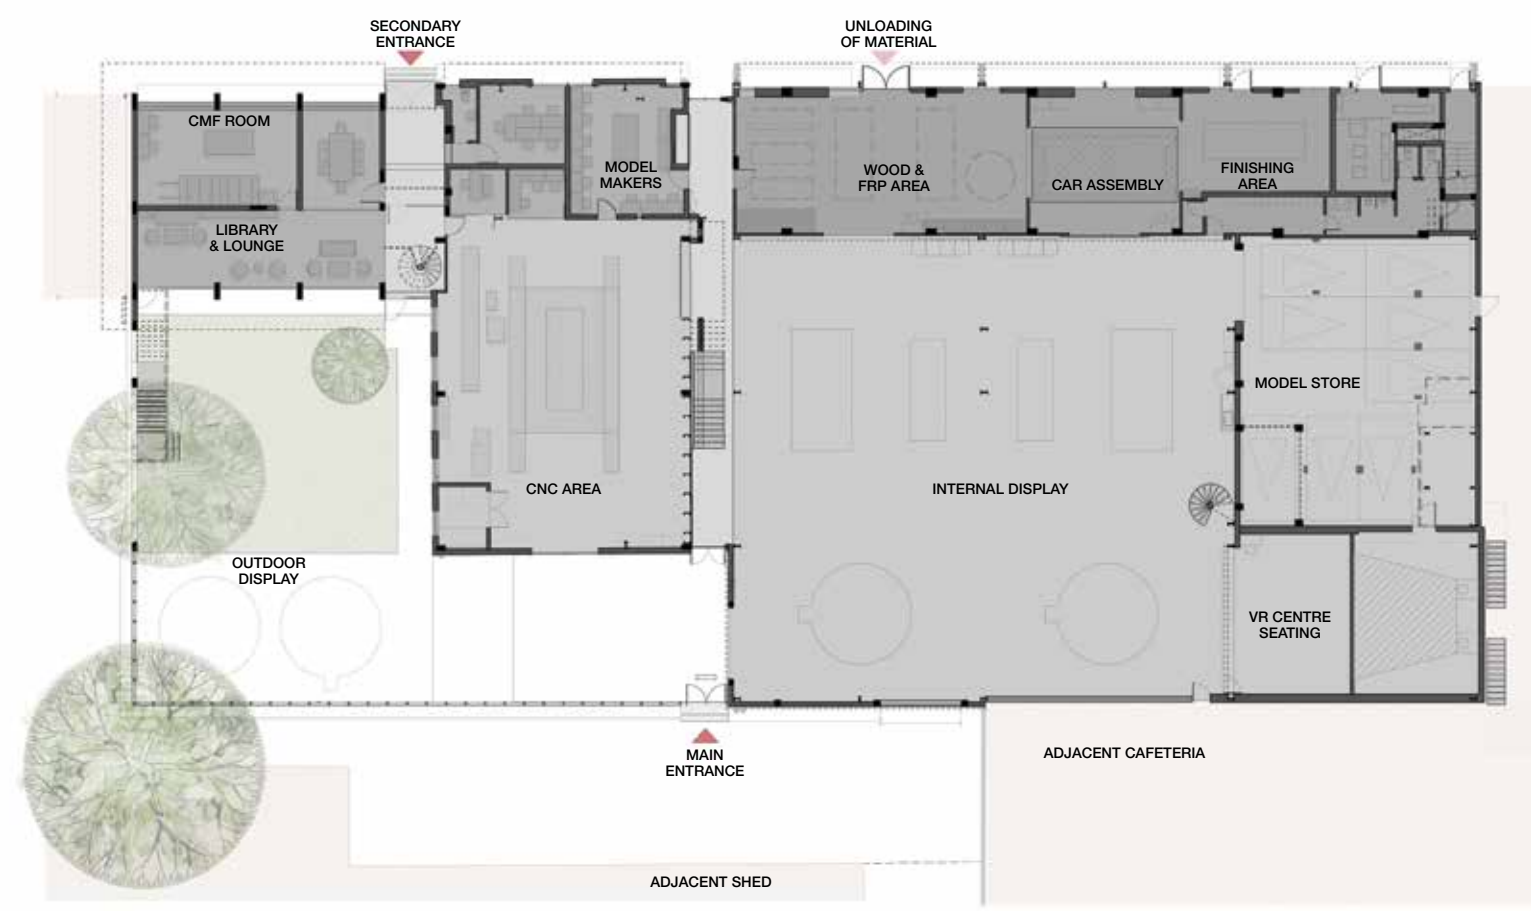 SECONDARY
ENTRANCE
UNLOADING
OF MATERIAL
CMF ROOM
LIBRARY
& LOUNGE
MODEL
MAKERS
WOOD &
FRP AREA
CAR ASSEMBLY
FINISHING
AREA
MODEL STORE
CNC AREA
INTERNAL DISPLAY
OUTDOOR
DISPLAY
VR CENTRE
SEATING
MAIN
ENTRANCE
ADJACENT CAFETERIA
ADJACENT SHED